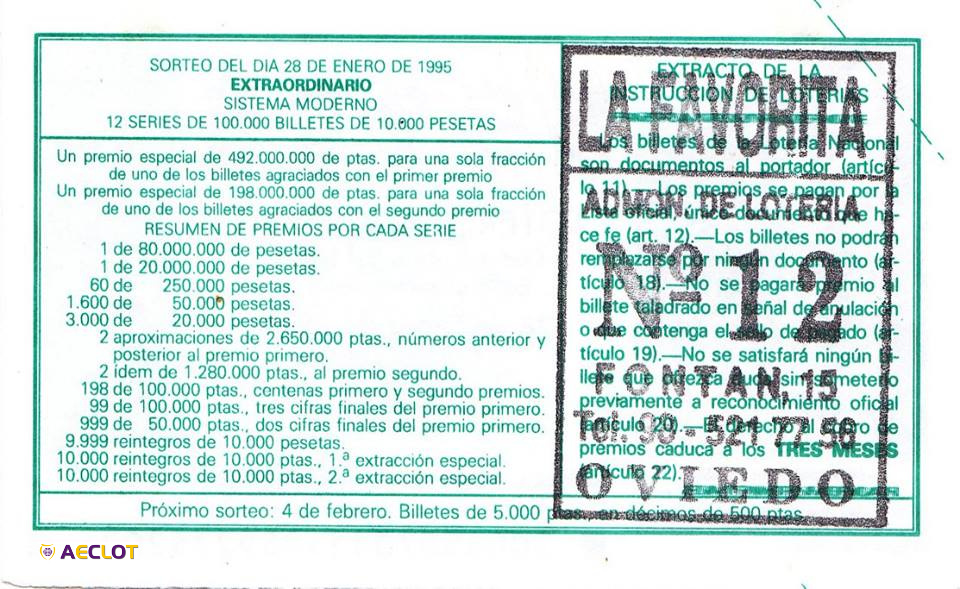 SORTEO DEL DIA 28 DE ENERO DE 1995
EXTRAORDINARIO
SISTEMA MODERNO
12 SERIES DE 100.000 BILLETES DE 10.000 PESETAS
Un premio especial de 492.000.000 de ptas. para una sola fracción
de uno de los billetes agraciados con el primer premio
Un premio especial de 198.000.000 de ptas. para una sola fracción
de uno de los billetes agraciados con el segundo premio
RESUMEN DE PREMIOS POR CADA SERIE
1 de 80.000.000 de pesetas.
1 de 20.000.000 de pesetas.
60 de 250.000 pesetas.
1.600 de 50.000 pesetas.
3.000 de 20.000 pesetas.
2 aproximaciones de 2.650.000 ptas., números anterior y
posterior al premio primero.
2 idem de 1.280.000 ptas., al premio segundo.
198 de 100.000 ptas., centenas primero y segundo premios.
99 de 100.000 ptas., tres cifras finales del premio primero.
999 de 50.000 ptas., dos cifras finales del premio primero.
9.999 reintegros de 10.000 pesetas.
10.000 reintegros de 10.000 ptas., 1.ª extracción especial.
10.000 reintegros de 10.000 ptas., 2.ª extracción especial.
EXTRACTO DE LA
INSTRUCCIÓN DE LOTERIAS
Los billetes de la Lotería Nacional
son documentos al portador (artícu-
lo 11).—Los premios se pagan por la
Lista oficial, único documento que ha-
ce fe (art. 12).—Los billetes no podrán
remplazarse por ningún documento (ar-
tículo 18).—No se pagará premio al
billete taladrado en señal de anulación
o que contenga el sello de pagado (ar-
tículo 19).—No se satisfará ningún bi-
llete que ofrezca duda, sin someterlo
previamente a reconocimiento oficial
(artículo 20).—El derecho al cobro de
premios caduca a los TRES MESES
(artículo 22).
LA FAVORITA
ADMON. DE LOTERIA
Nº 12
FONTAN, 15
Tel. 98-521
OVIEDO
Próximo sorteo: 4 de febrero. Billetes de 5.000 ptas., en décimos de 500 ptas.
AECLOT